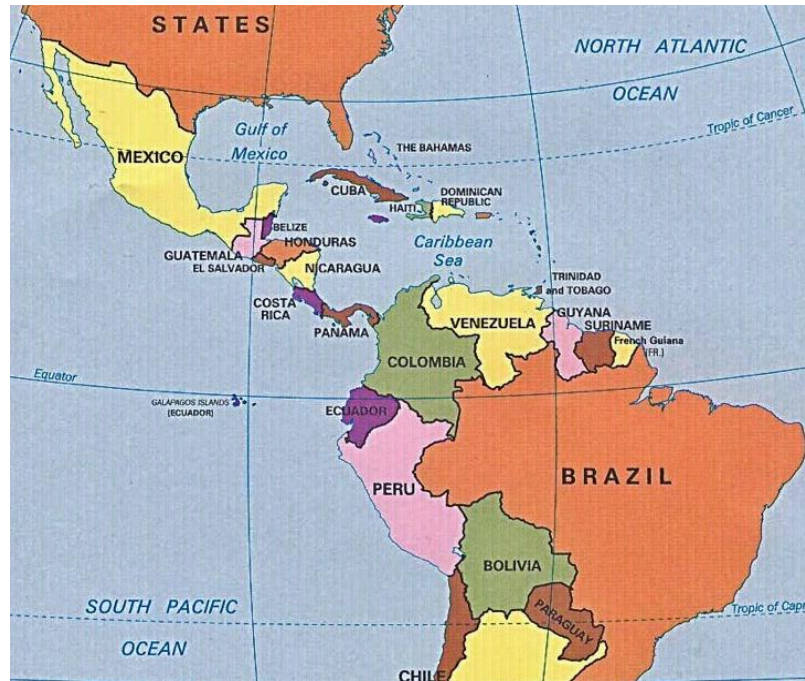 STATES
NORTH ATLANTIC
OCEAN
Tropic of Cancer
Gulf of
Mexico
THE BAHAMAS
MEXICO
CUBA
HAITI
DOMINICAN
REPUBLIC
BELIZE
HONDURAS
Caribbean
Sea
GUATEMALA
EL SALVADOR
NICARAGUA
TRINIDAD
and TOBAGO
COSTA
RICA
PANAMA
VENEZUELA
GUYANA
SURINAME
French Guiana
(FR.)
COLOMBIA
Equator
GALAPAGOS ISLANDS
(ECUADOR)
ECUADOR
PERU
BRAZIL
BOLIVIA
SOUTH PACIFIC
OCEAN
PARAGUAY
Tropic of Capr
CHILE